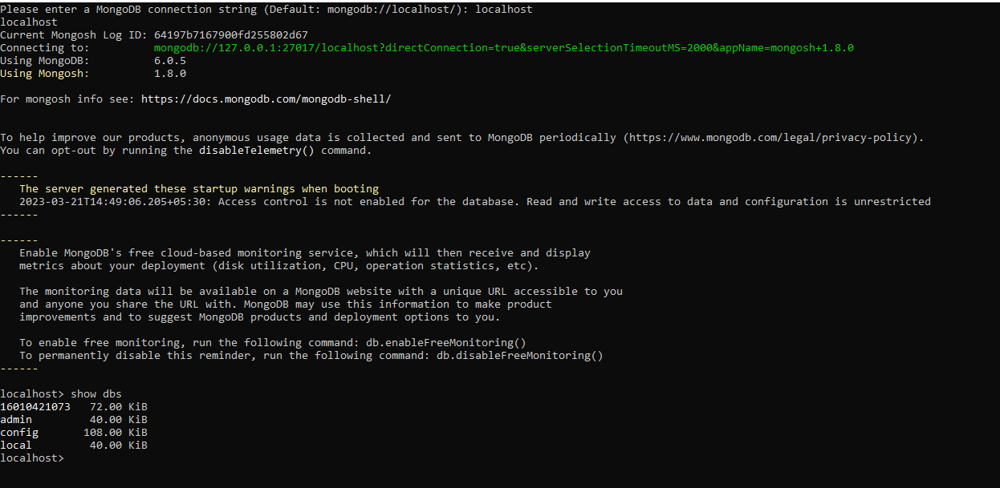 Please enter a MongoDB connection string (Default: mongodb://localhost/): localhost
localhost
Current Mongosh Log ID: 64197b7167900fd255802d67
Connecting to:          mongodb://127.0.0.1:27017/localhost?directConnection=true&serverSelectionTimeoutMS=2000&appName=mongosh+1.8.0
Using MongoDB:          6.0.5
Using Mongosh:          1.8.0
For mongosh info see: https://docs.mongodb.com/mongodb-shell/
To help improve our products, anonymous usage data is collected and sent to MongoDB periodically (https://www.mongodb.com/legal/privacy-policy).
You can opt-out by running the disableTelemetry() command.
------
   The server generated these startup warnings when booting
   2023-03-21T14:49:06.205+05:30: Access control is not enabled for the database. Read and write access to data and configuration is unrestricted
------
------
   Enable MongoDB's free cloud-based monitoring service, which will then receive and display
   metrics about your deployment (disk utilization, CPU, operation statistics, etc).
   The monitoring data will be available on a MongoDB website with a unique URL accessible to you
   and anyone you share the URL with. MongoDB may use this information to make product
   improvements and to suggest MongoDB products and deployment options to you.
   To enable free monitoring, run the following command: db.enableFreeMonitoring()
   To permanently disable this reminder, run the following command: db.disableFreeMonitoring()
------
localhost> show dbs
16010421073   72.00 KiB
admin         40.00 KiB
config       108.00 KiB
local         40.00 KiB
localhost>